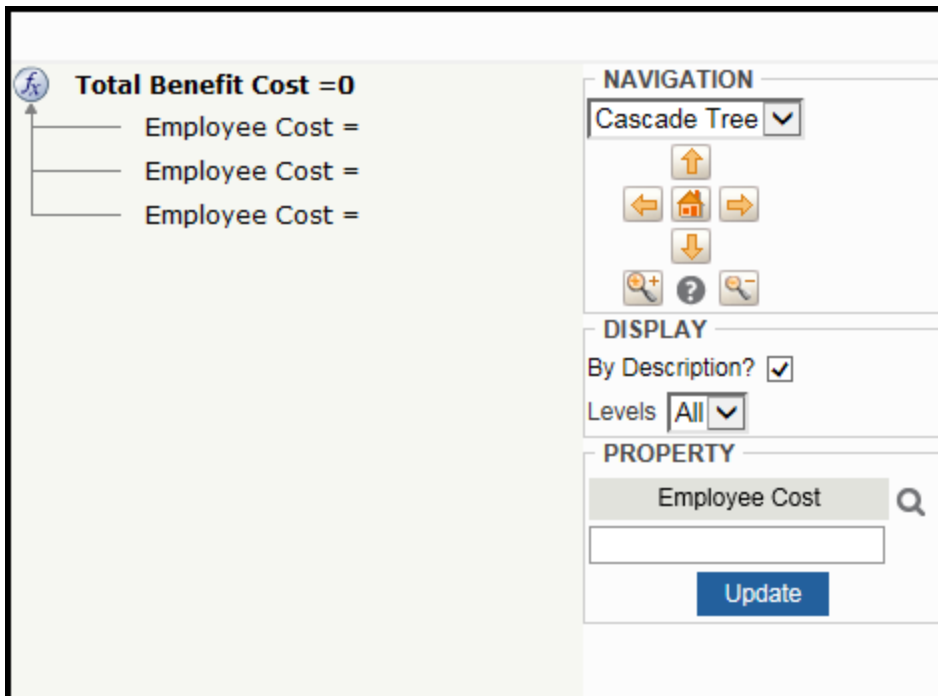 fx Total Benefit Cost =0
Employee Cost =
Employee Cost =
Employee Cost =
NAVIGATION
Cascade Tree
?
DISPLAY
By Description?
Levels All
PROPERTY
Employee Cost
Update